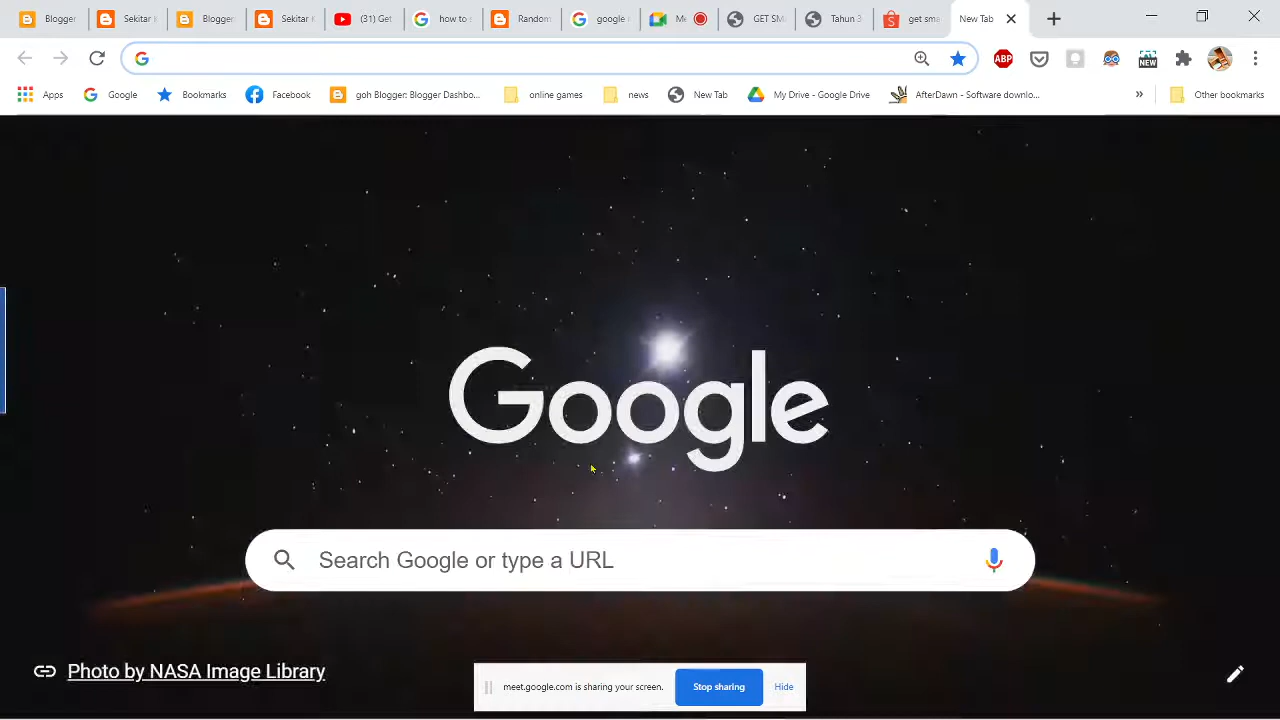 Blogger
Sekitar
Blogger
Sekitar
(31) Get
how to
Random
google
GET SM
Tahun 3
get sma
New Tab
Apps
Google
Bookmarks
Facebook
goh Blogger: Blogger Dashbo...
online games
news
New Tab
My Drive - Google Drive
AfterDawn - Software downlo...
»
Other bookmarks
ABP
NEW
Google
Search Google or type a URL
Photo by NASA Image Library
meet.google.com is sharing your screen.
Stop sharing
Hide